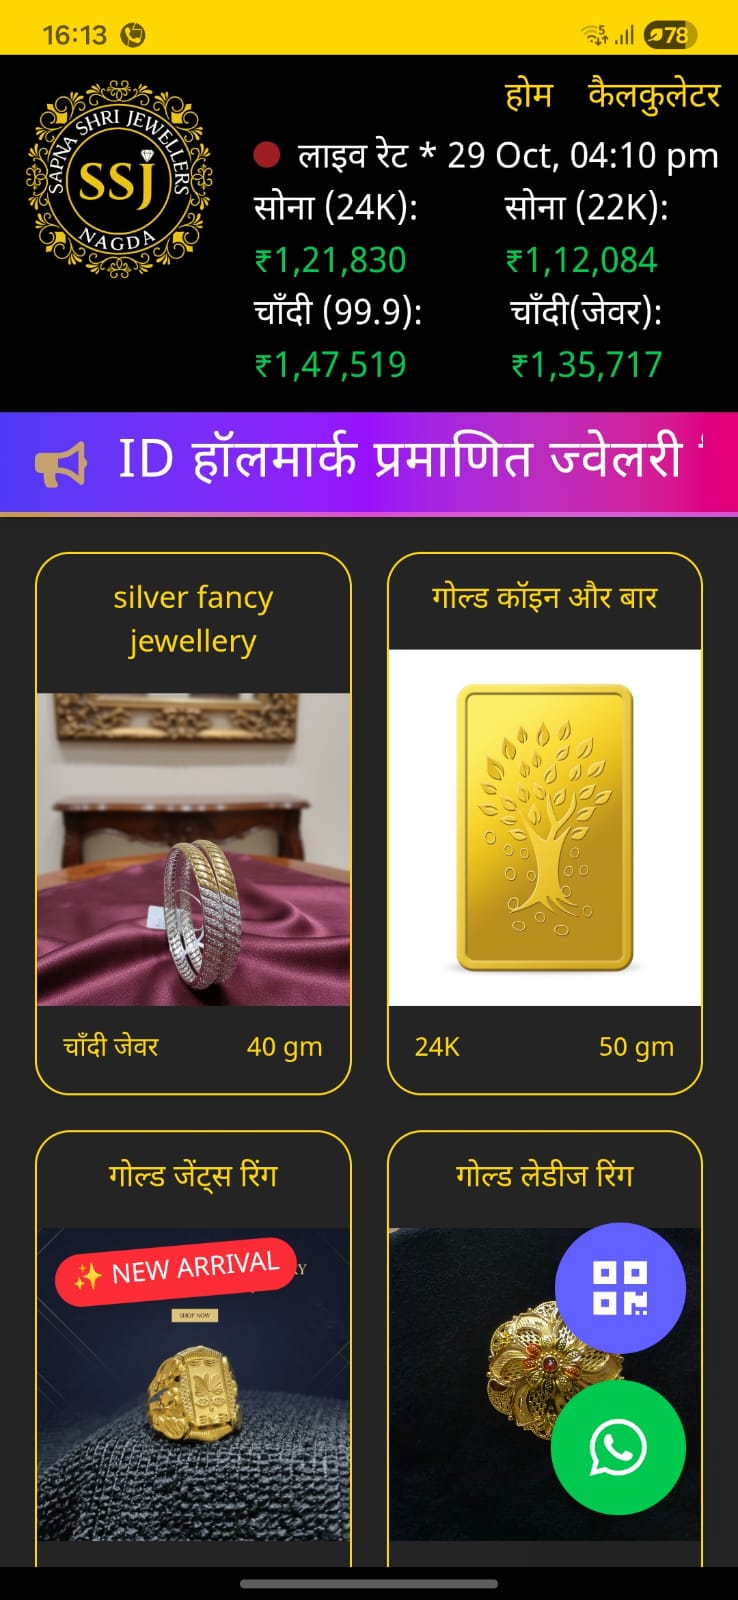 16:13
5
78
SAPNA SHRI JEWELLERS
SSJ
NAGDA
होम कैलकुलेटर
लाइव रेट * 29 Oct, 04:10 pm
सोना (24K): सोना (22K):
₹1,21,830 ₹1,12,084
चाँदी (99.9): चाँदी(जेवर):
₹1,47,519 ₹1,35,717
ID हॉलमार्क प्रमाणित ज्वेलरी
silver fancy
jewellery
गोल्ड कॉइन और बार
चाँदी जेवर 40 gm
24K 50 gm
गोल्ड जेंट्स रिंग
गोल्ड लेडीज रिंग
✨ NEW ARRIVAL
SHOP NOW